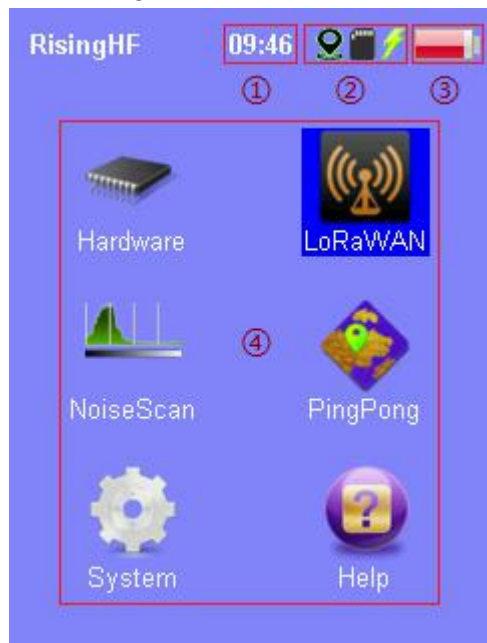 RisingHF 09:46
① ② ③
Hardware LoRaWAN
④
NoiseScan PingPong
System Help